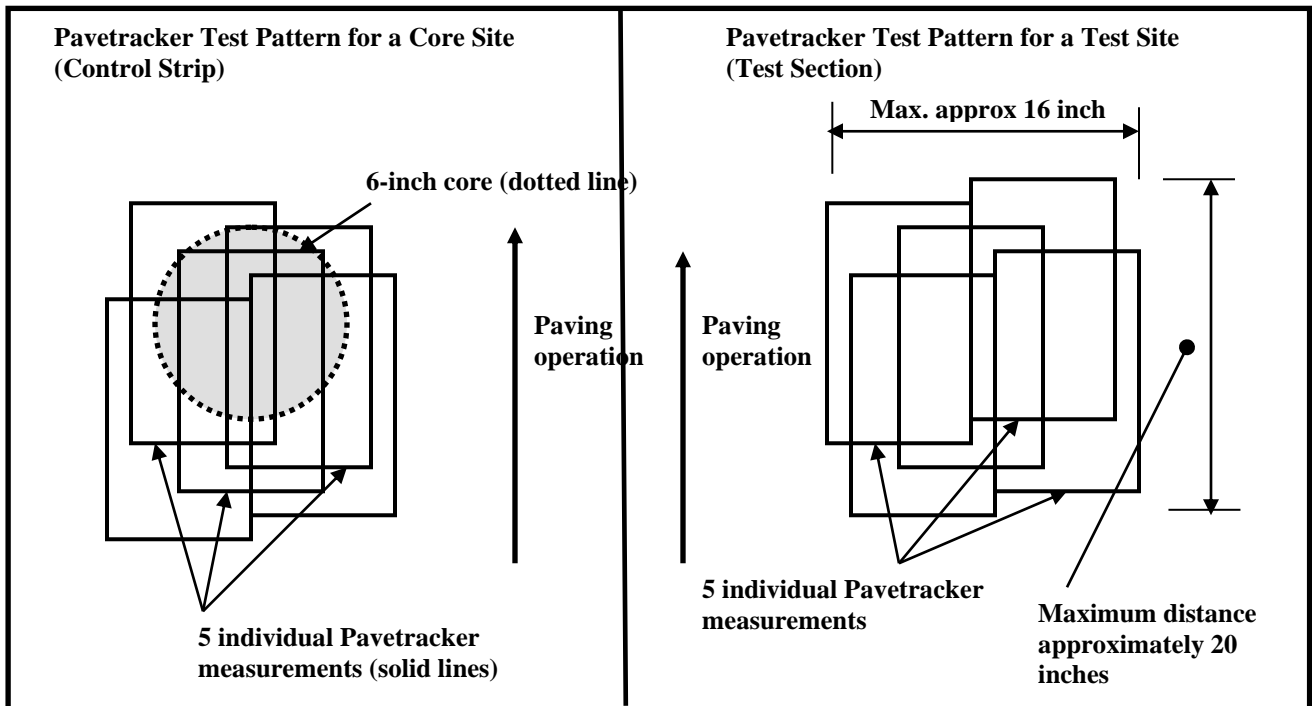 Pavetracker Test Pattern for a Core Site
(Control Strip)
6-inch core (dotted line)
Paving
operation
5 individual Pavetracker
measurements (solid lines)
Pavetracker Test Pattern for a Test Site
(Test Section)
Max. approx 16 inch
Paving
operation
5 individual Pavetracker
measurements
Maximum distance
approximately 20
inches